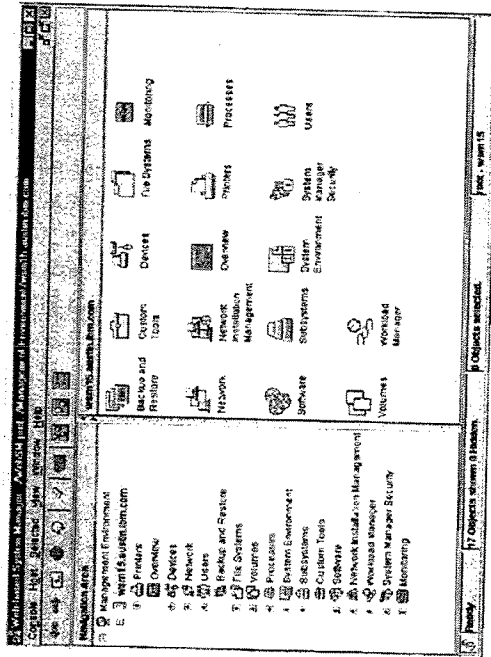 Web-based System Manager - /WebSM.pref: /Management Environment/wsm15.austin.ibm.com
Console Host Selected View Window Help
Navigation Area
Management Environment
wsm15.austin.ibm.com
Printers
Overview
Devices
Network
Users
Backup and Restore
File Systems
Volumes
Processes
System Environment
Subsystems
Custom Tools
Software
Network Installation Management
Workload Manager
System Manager Security
Monitoring
wsm15.austin.ibm.com
Backup and Restore
Custom Tools
Devices
File Systems
Monitoring
Network
Network Installation Management
Overview
Printers
Processes
Software
Subsystems
System Environment
System Manager Security
Users
Volumes
Workload Manager
Ready
17 Objects shown 0 Hidden.
0 Objects selected.
root - wsm15